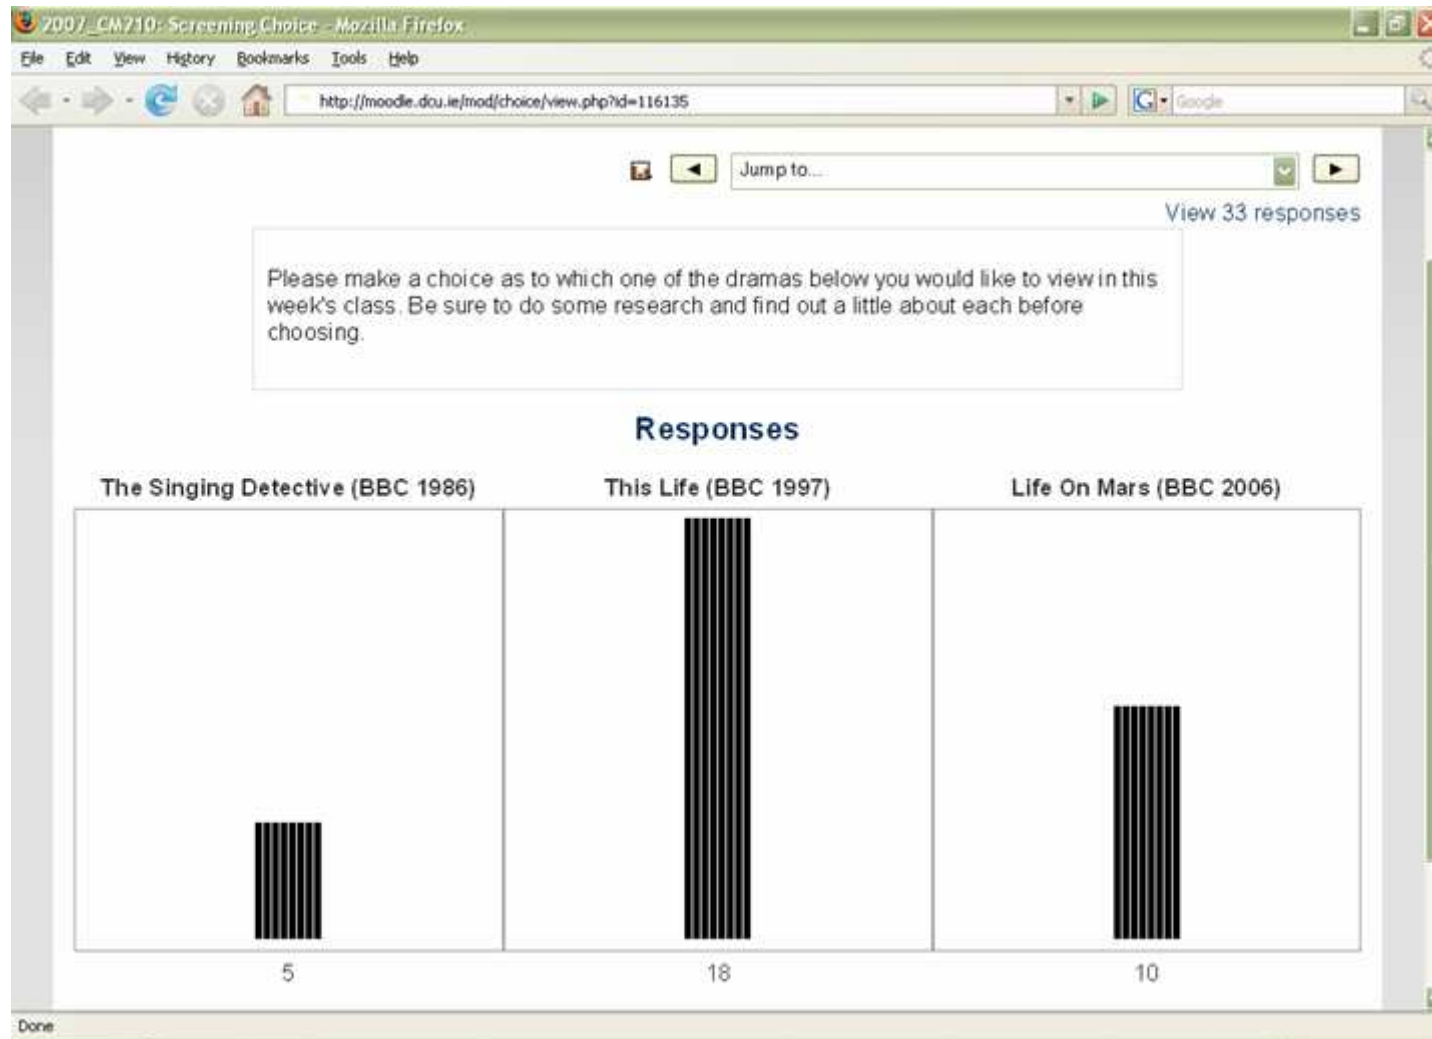 2007_CM710: Screening Choice - Mozilla Firefox
File Edit View History Bookmarks Tools Help
http://moodle.dcu.ie/mod/choice/view.php?id=116135 Google
Jump to...
View 33 responses
Please make a choice as to which one of the dramas below you would like to view in this
week's class. Be sure to do some research and find out a little about each before
choosing.
Responses
The Singing Detective (BBC 1986) This Life (BBC 1997) Life On Mars (BBC 2006)
5 18 10
Done